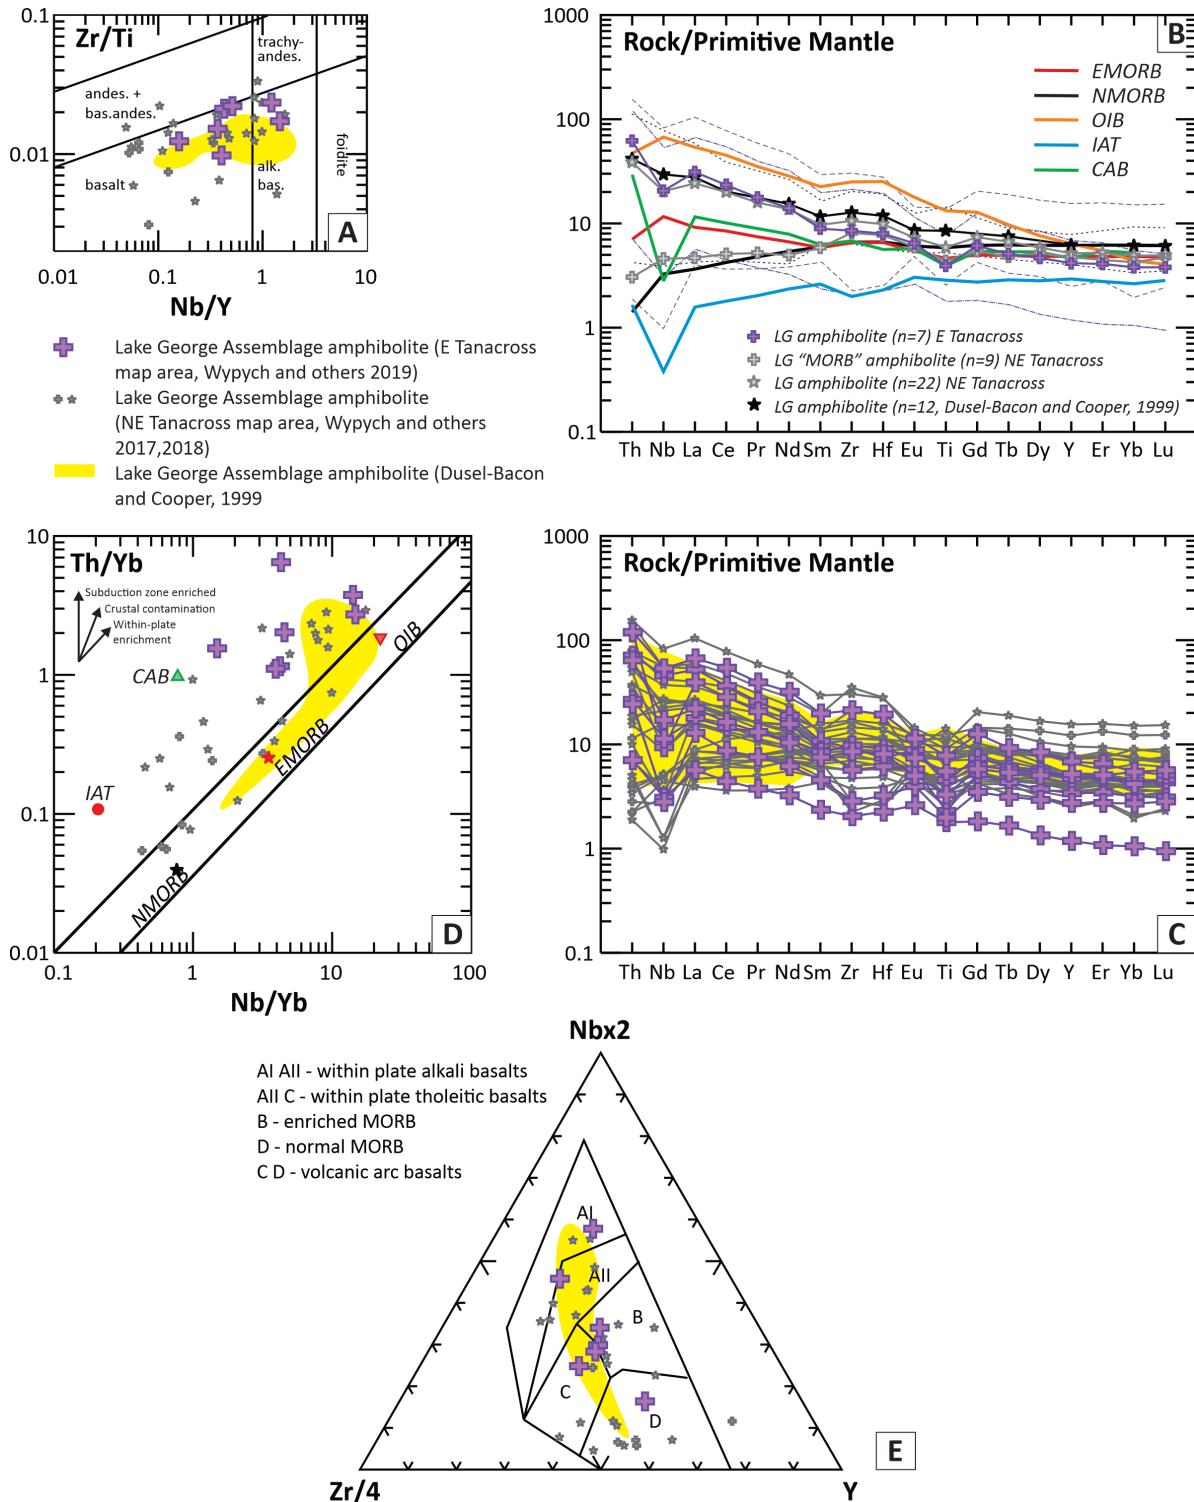 0.1
Zr/Ti
trachy-
andes.
andes. +
bas.andes.
0.01
basalt
alk.
bas.
foidite
A
0.01
0.1
1
10
Nb/Y
Lake George Assemblage amphibolite (E Tanacross
map area, Wypych and others 2019)
Lake George Assemblage amphibolite
(NE Tanacross map area, Wypych and others
2017,2018)
Lake George Assemblage amphibolite (Dusel-Bacon
and Cooper, 1999
1000
Rock/Primitive Mantle
B
EMORB
NMORB
OIB
IAT
CAB
100
10
1
0.1
LG amphibolite (n=7) E Tanacross
LG “MORB” amphibolite (n=9) NE Tanacross
LG amphibolite (n=22) NE Tanacross
LG amphibolite (n=12, Dusel-Bacon and Cooper, 1999)
Th Nb La Ce Pr Nd Sm Zr Hf Eu Ti Gd Tb Dy Y Er Yb Lu
10
Th/Yb
Subduction zone enriched
Crustal contamination
Within-plate
enrichment
1
CAB
OIB
EMORB
IAT
0.1
NMORB
D
0.01
0.1
1
10
100
Nb/Yb
1000
Rock/Primitive Mantle
100
10
1
0.1
C
Th Nb La Ce Pr Nd Sm Zr Hf Eu Ti Gd Tb Dy Y Er Yb Lu
Nbx2
AI AII - within plate alkali basalts
AII C - within plate tholeitic basalts
B - enriched MORB
D - normal MORB
C D - volcanic arc basalts
AI
AII
B
C
D
E
Zr/4
Y